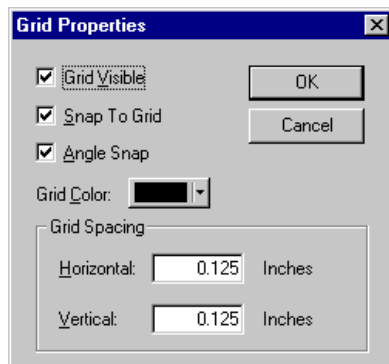 Grid Properties
Grid Visible
OK
Snap To Grid
Cancel
Angle Snap
Grid Color:
Grid Spacing
Horizontal: 0.125 Inches
Vertical: 0.125 Inches